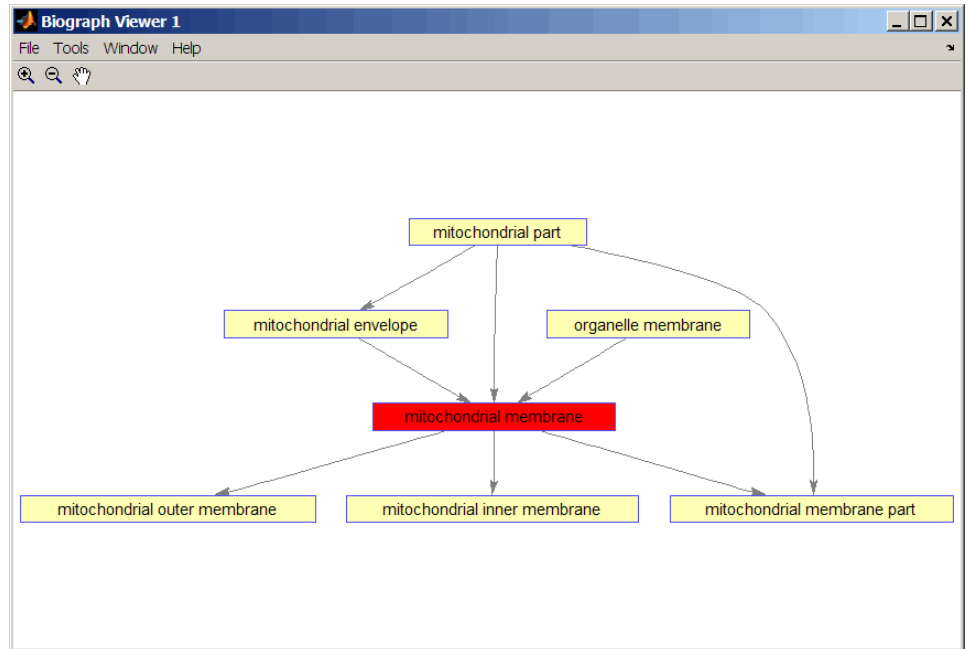 Biograph Viewer 1
File Tools Window Help
mitochondrial part
mitochondrial envelope
organelle membrane
mitochondrial membrane
mitochondrial outer membrane
mitochondrial inner membrane
mitochondrial membrane part